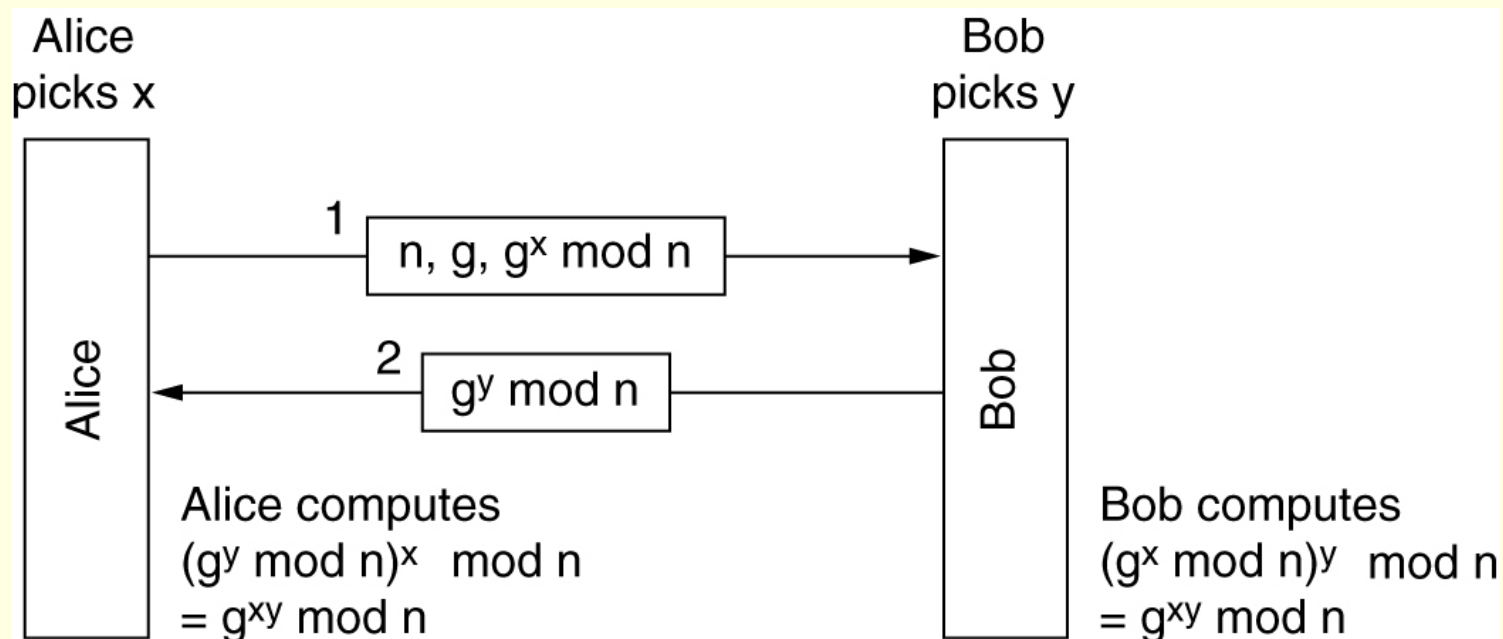 Alice
picks x
Bob
picks y
1
n, g, gˣ mod n
2
gʸ mod n
Alice
Bob
Alice computes
(gʸ mod n)ˣ mod n
= gˣʸ mod n
Bob computes
(gˣ mod n)ʸ mod n
= gˣʸ mod n